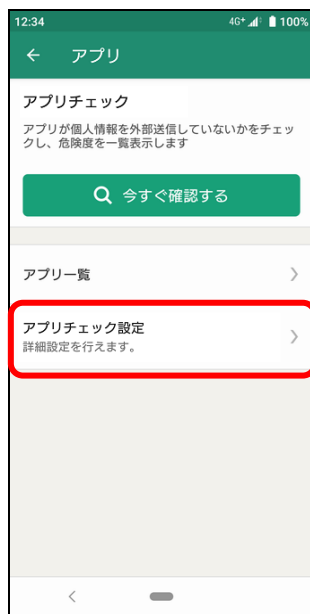 12:34 4G+ 100%
アプリ
アプリチェック
アプリが個人情報を外部送信していないかをチェッ
クし、危険度を一覧表示します
今すぐ確認する
アプリ一覧
アプリチェック設定
詳細設定を行えます。